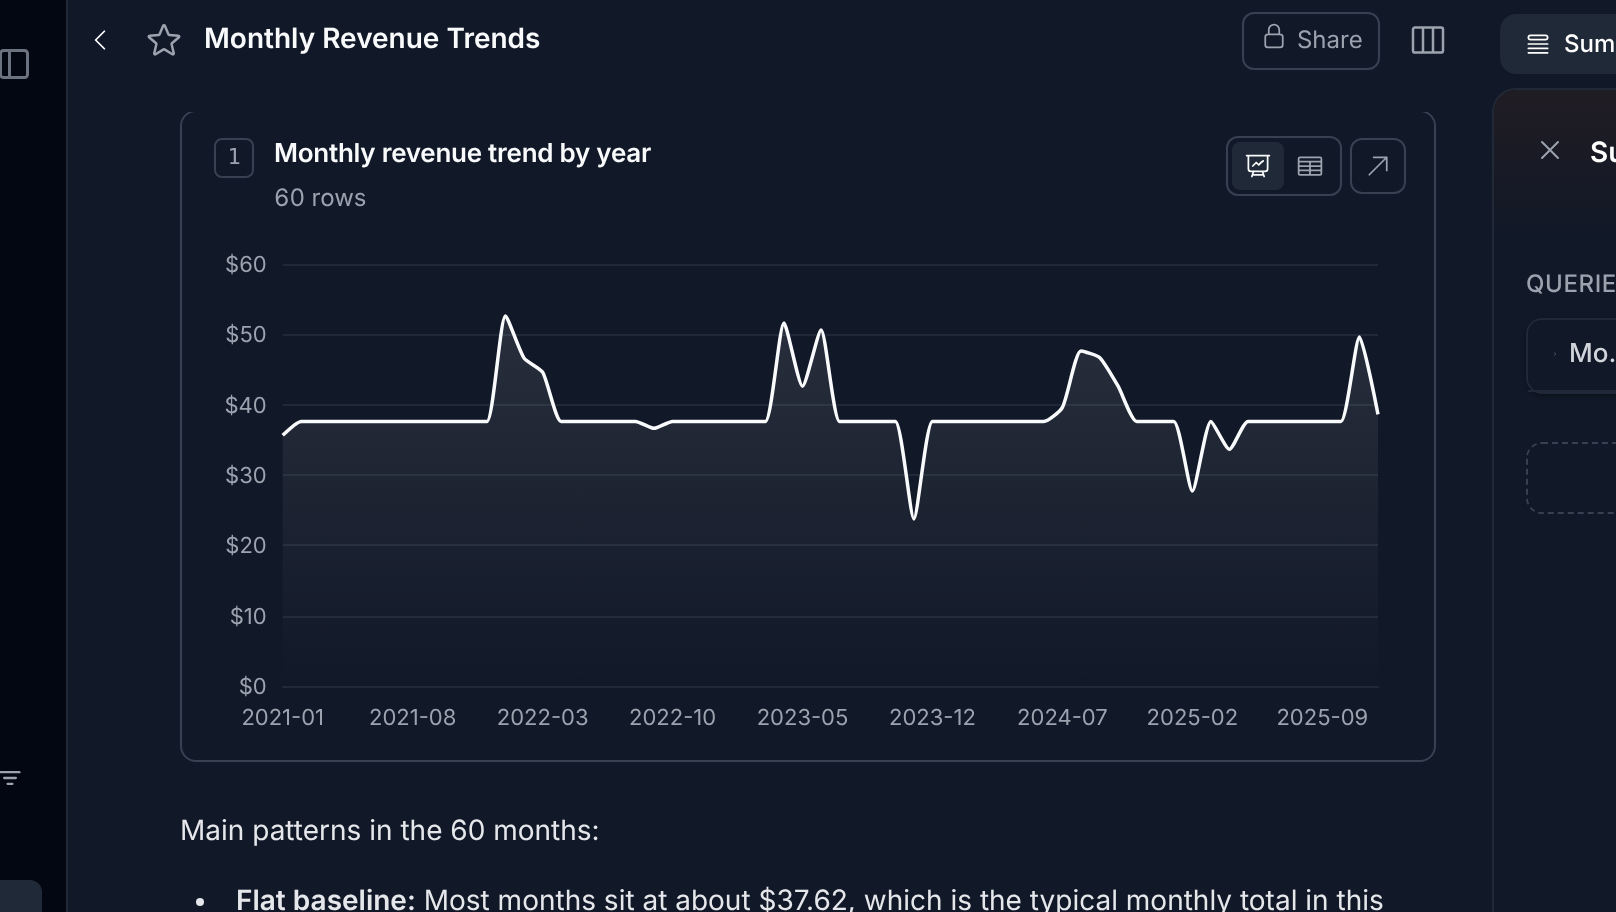 Monthly Revenue Trends
Share
Sum
1
Monthly revenue trend by year
60 rows
$60
$50
$40
$30
$20
$10
$0
2021-01 2021-08 2022-03 2022-10 2023-05 2023-12 2024-07 2025-02 2025-09
Main patterns in the 60 months:
• Flat baseline: Most months sit at about $37.62, which is the typical monthly total in this
Su
QUERIE
Mo.